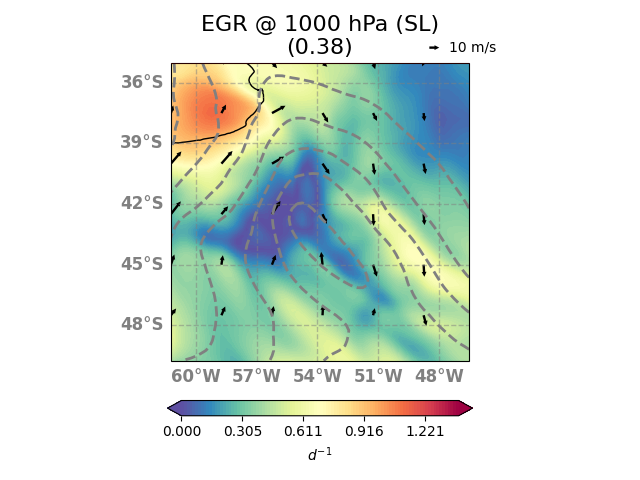 EGR @ 1000 hPa (SL)
(0.38)
10 m/s
36°S
39°S
42°S
45°S
48°S
60°W 57°W 54°W 51°W 48°W
0.000 0.305 0.611 0.916 1.221
d⁻¹